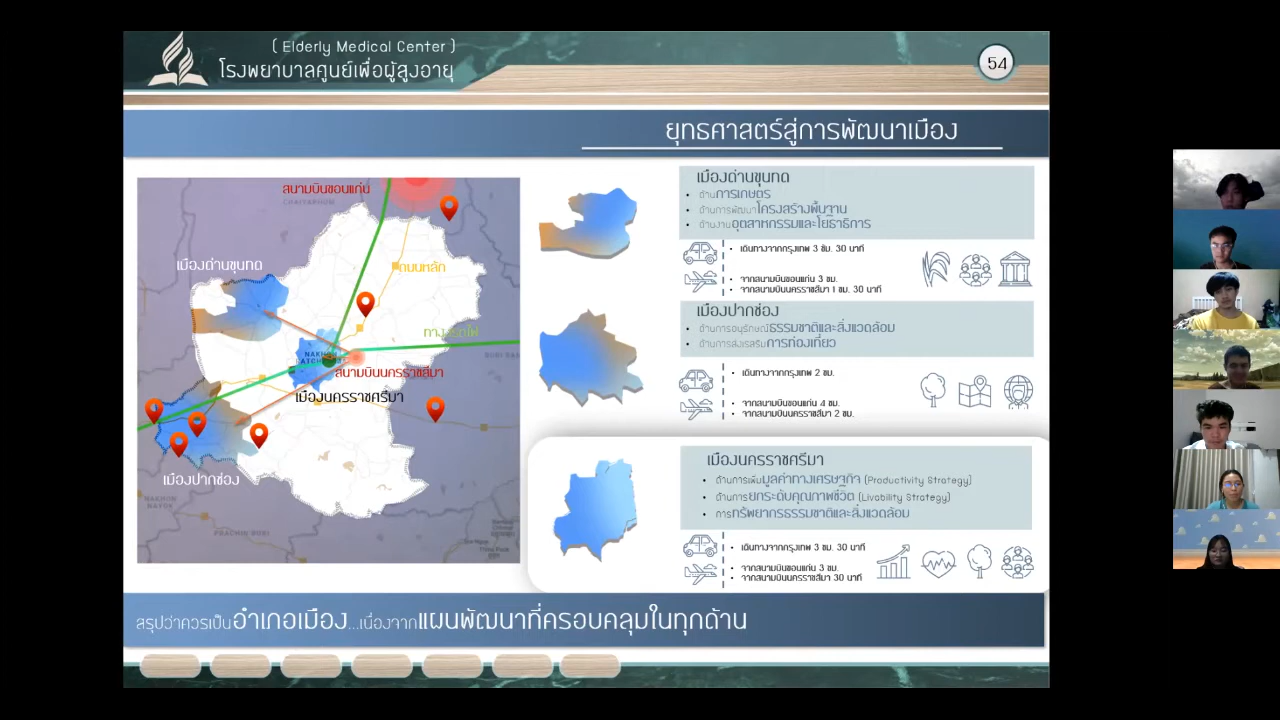 ( Elderly Medical Center )
โรงพยาบาลศูนย์เพื่อผู้สูงอายุ
54
ยุทธศาสตร์สู่การพัฒนาเมือง
สนามบินขอนแก่น
CHAIYAPHUM
เมืองด่านขุนทด
ถนนหลัก
NAKHON
สนามบินนครราชสีมา
เมืองนครราชศรีมา
เมืองปากช่อง
NAKHON
NAYOK
PRACHIN BURI
เมืองด่านขุนทด
• ด้านการเกษตร
• ด้านการพัฒนาโครงสร้างพื้นฐาน
• ด้านงานอุตสาหกรรมและโยธาธิการ
• เดินทางจากกรุงเทพ 3 ชม. 30 นาที
• จากสนามบินขอนแก่น 3 ชม.
• จากสนามบินนครราชสีมา 1 ชม. 30 นาที
เมืองปากช่อง
• ด้านการอนุรักษณ์ธรรมชาติและสิ่งแวดล้อม
• ด้านการส่งเรสริมการท่องเที่ยว
• เดินทางจากกรุงเทพ 2 ชม.
• จากสนามบินขอนแก่น 4 ชม.
• จากสนามบินนครราชสีมา 2 ชม.
เมืองนครราชศรีมา
• ด้านการเพิ่มมูลค่าทางเศรษฐกิจ (Productivity Strategy)
• ด้านการยกระดับคุณภาพชีวิต (Livability Strategy)
• การทรัพยากรธรรมชาติและสิ่งแวดล้อม
• เดินทางจากกรุงเทพ 3 ชม. 30 นาที
• จากสนามบินขอนแก่น 3 ชม.
• จากสนามบินนครราชสีมา 30 นาที
สรุปว่าควรเป็นอำเภอเมือง...เนื่องจากแผนพัฒนาที่ครอบคลุมในทุกด้าน